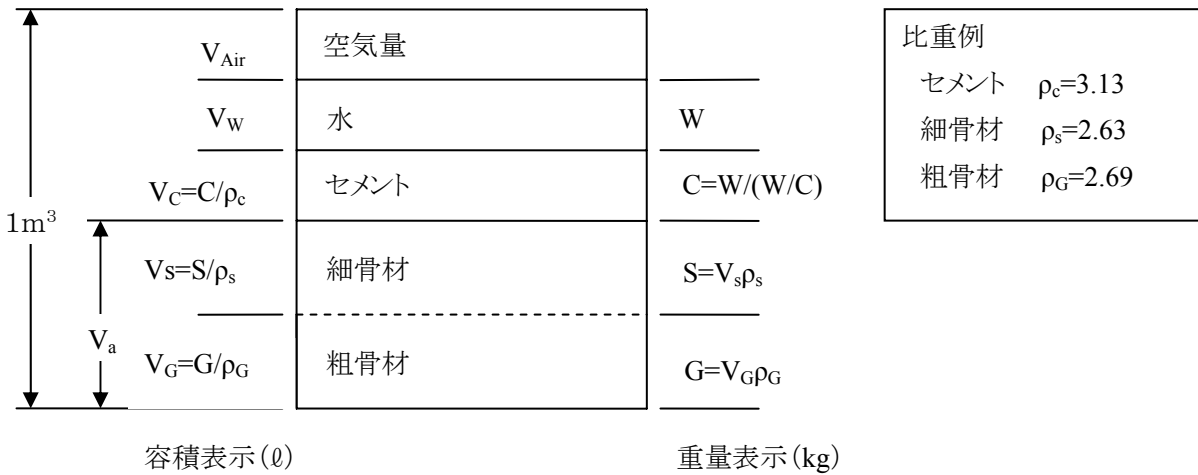 V_Air 空気量
V_W 水 W
V_C=C/ρ_c セメント C=W/(W/C)
1m³
Vs=S/ρ_s 細骨材 S=V_sρ_s
V_a
V_G=G/ρ_G 粗骨材 G=V_Gρ_G
容積表示(ℓ) 重量表示(kg)
比重例
セメント ρ_c=3.13
細骨材 ρ_s=2.63
粗骨材 ρ_G=2.69